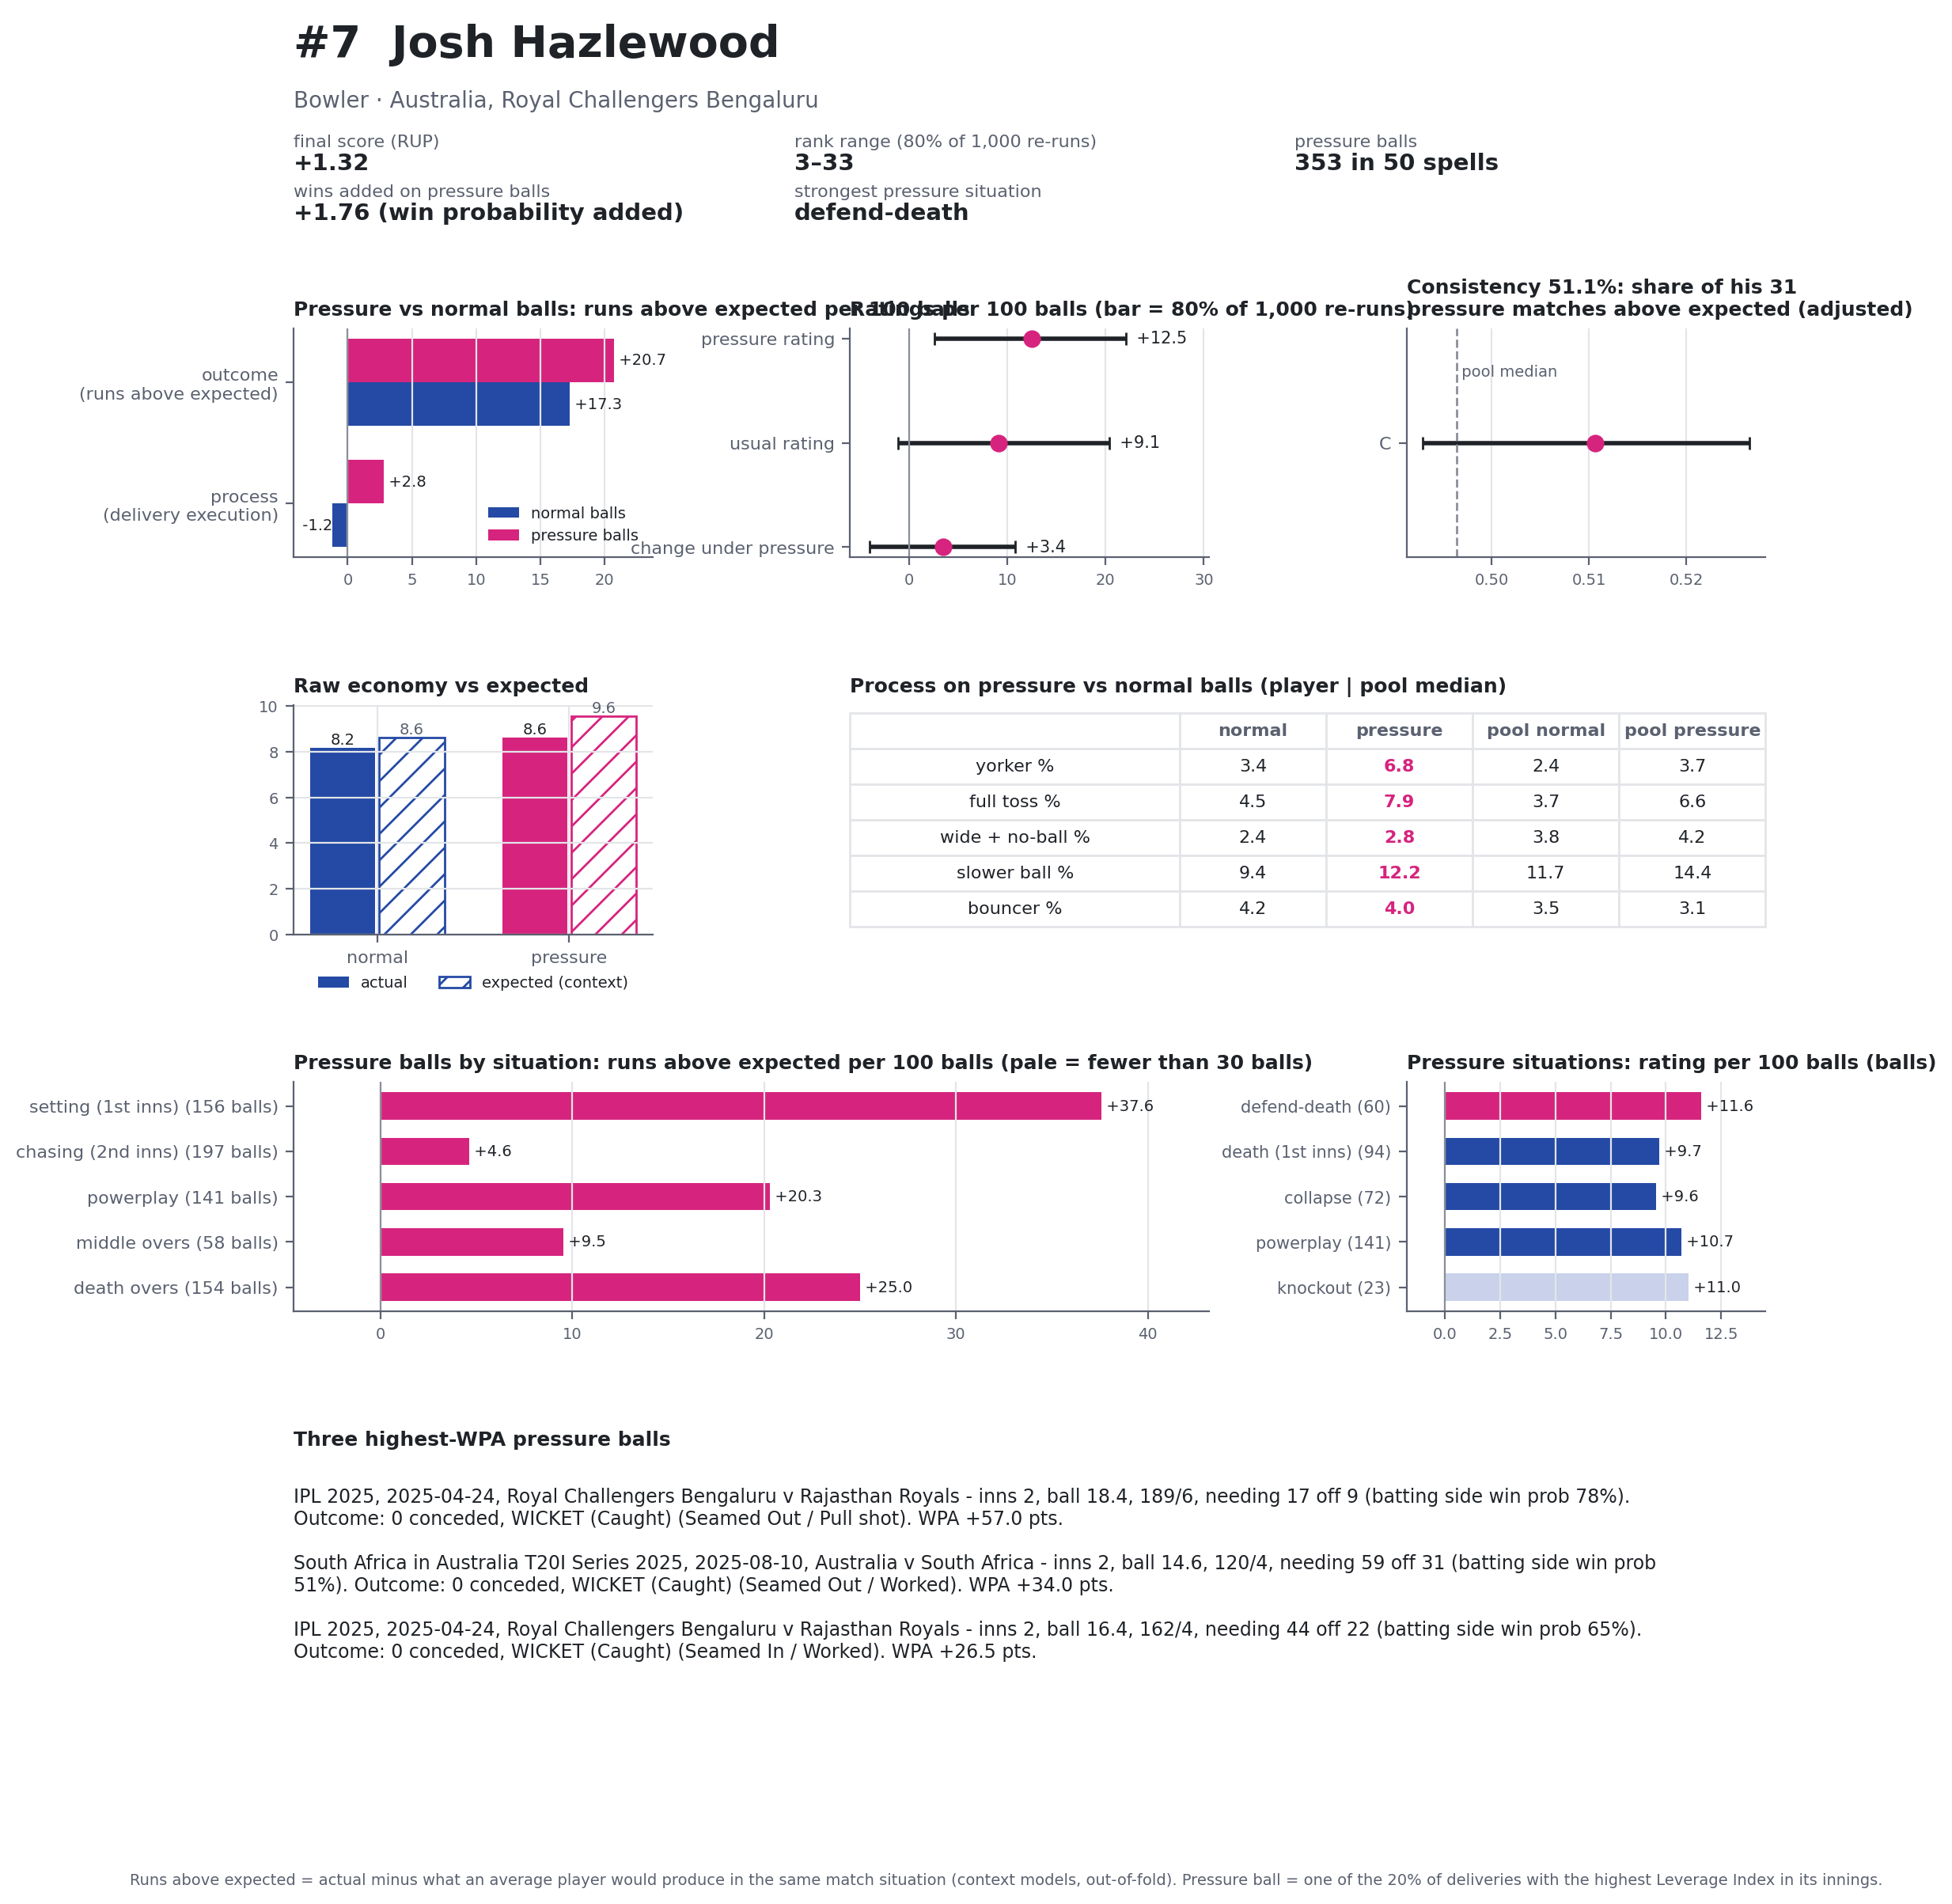 #7 Josh Hazlewood
Bowler · Australia, Royal Challengers Bengaluru
final score (RUP)
+1.32
rank range (80% of 1,000 re-runs)
3–33
pressure balls
353 in 50 spells
wins added on pressure balls
+1.76 (win probability added)
strongest pressure situation
defend-death
Pressure vs normal balls: runs above expected per 100 balls
outcome
(runs above expected)
process
(delivery execution)
+20.7
+17.3
+2.8
-1.2
normal balls
pressure balls
0 5 10 15 20
Ratings per 100 balls (bar = 80% of 1,000 re-runs)
pressure rating
+12.5
usual rating
+9.1
change under pressure
+3.4
0 10 20 30
Consistency 51.1%: share of his 31
pressure matches above expected (adjusted)
pool median
C
0.50 0.51 0.52
Raw economy vs expected
10
8
6
4
2
0
8.2 8.6 8.6 9.6
normal pressure
actual expected (context)
Process on pressure vs normal balls (player | pool median)
normal pressure pool normal pool pressure
yorker % 3.4 6.8 2.4 3.7
full toss % 4.5 7.9 3.7 6.6
wide + no-ball % 2.4 2.8 3.8 4.2
slower ball % 9.4 12.2 11.7 14.4
bouncer % 4.2 4.0 3.5 3.1
Pressure balls by situation: runs above expected per 100 balls (pale = fewer than 30 balls)
setting (1st inns) (156 balls) +37.6
chasing (2nd inns) (197 balls) +4.6
powerplay (141 balls) +20.3
middle overs (58 balls) +9.5
death overs (154 balls) +25.0
0 10 20 30 40
Pressure situations: rating per 100 balls (balls)
defend-death (60) +11.6
death (1st inns) (94) +9.7
collapse (72) +9.6
powerplay (141) +10.7
knockout (23) +11.0
0.0 2.5 5.0 7.5 10.0 12.5
Three highest-WPA pressure balls
IPL 2025, 2025-04-24, Royal Challengers Bengaluru v Rajasthan Royals - inns 2, ball 18.4, 189/6, needing 17 off 9 (batting side win prob 78%).
Outcome: 0 conceded, WICKET (Caught) (Seamed Out / Pull shot). WPA +57.0 pts.
South Africa in Australia T20I Series 2025, 2025-08-10, Australia v South Africa - inns 2, ball 14.6, 120/4, needing 59 off 31 (batting side win prob
51%). Outcome: 0 conceded, WICKET (Caught) (Seamed Out / Worked). WPA +34.0 pts.
IPL 2025, 2025-04-24, Royal Challengers Bengaluru v Rajasthan Royals - inns 2, ball 16.4, 162/4, needing 44 off 22 (batting side win prob 65%).
Outcome: 0 conceded, WICKET (Caught) (Seamed In / Worked). WPA +26.5 pts.
Runs above expected = actual minus what an average player would produce in the same match situation (context models, out-of-fold). Pressure ball = one of the 20% of deliveries with the highest Leverage Index in its innings.